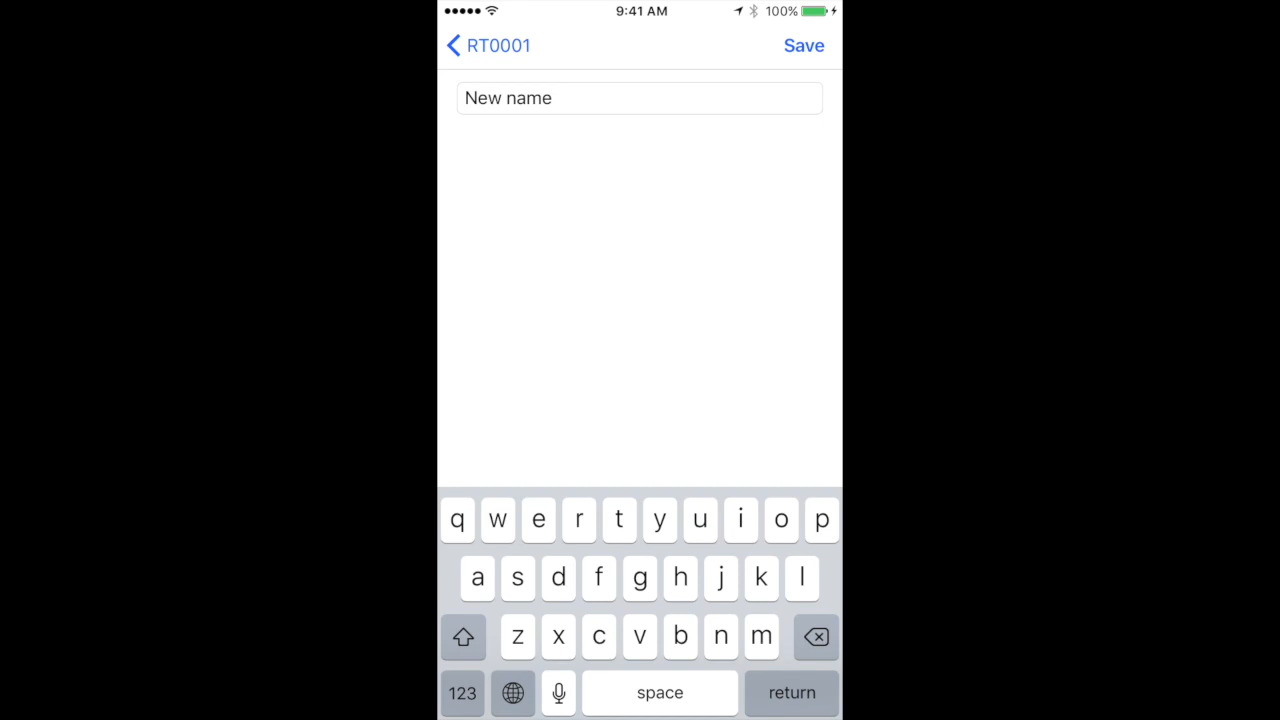 9:41 AM 100%
RT0001 Save
New name
q w e r t y u i o p
a s d f g h j k l
z x c v b n m
123 space return